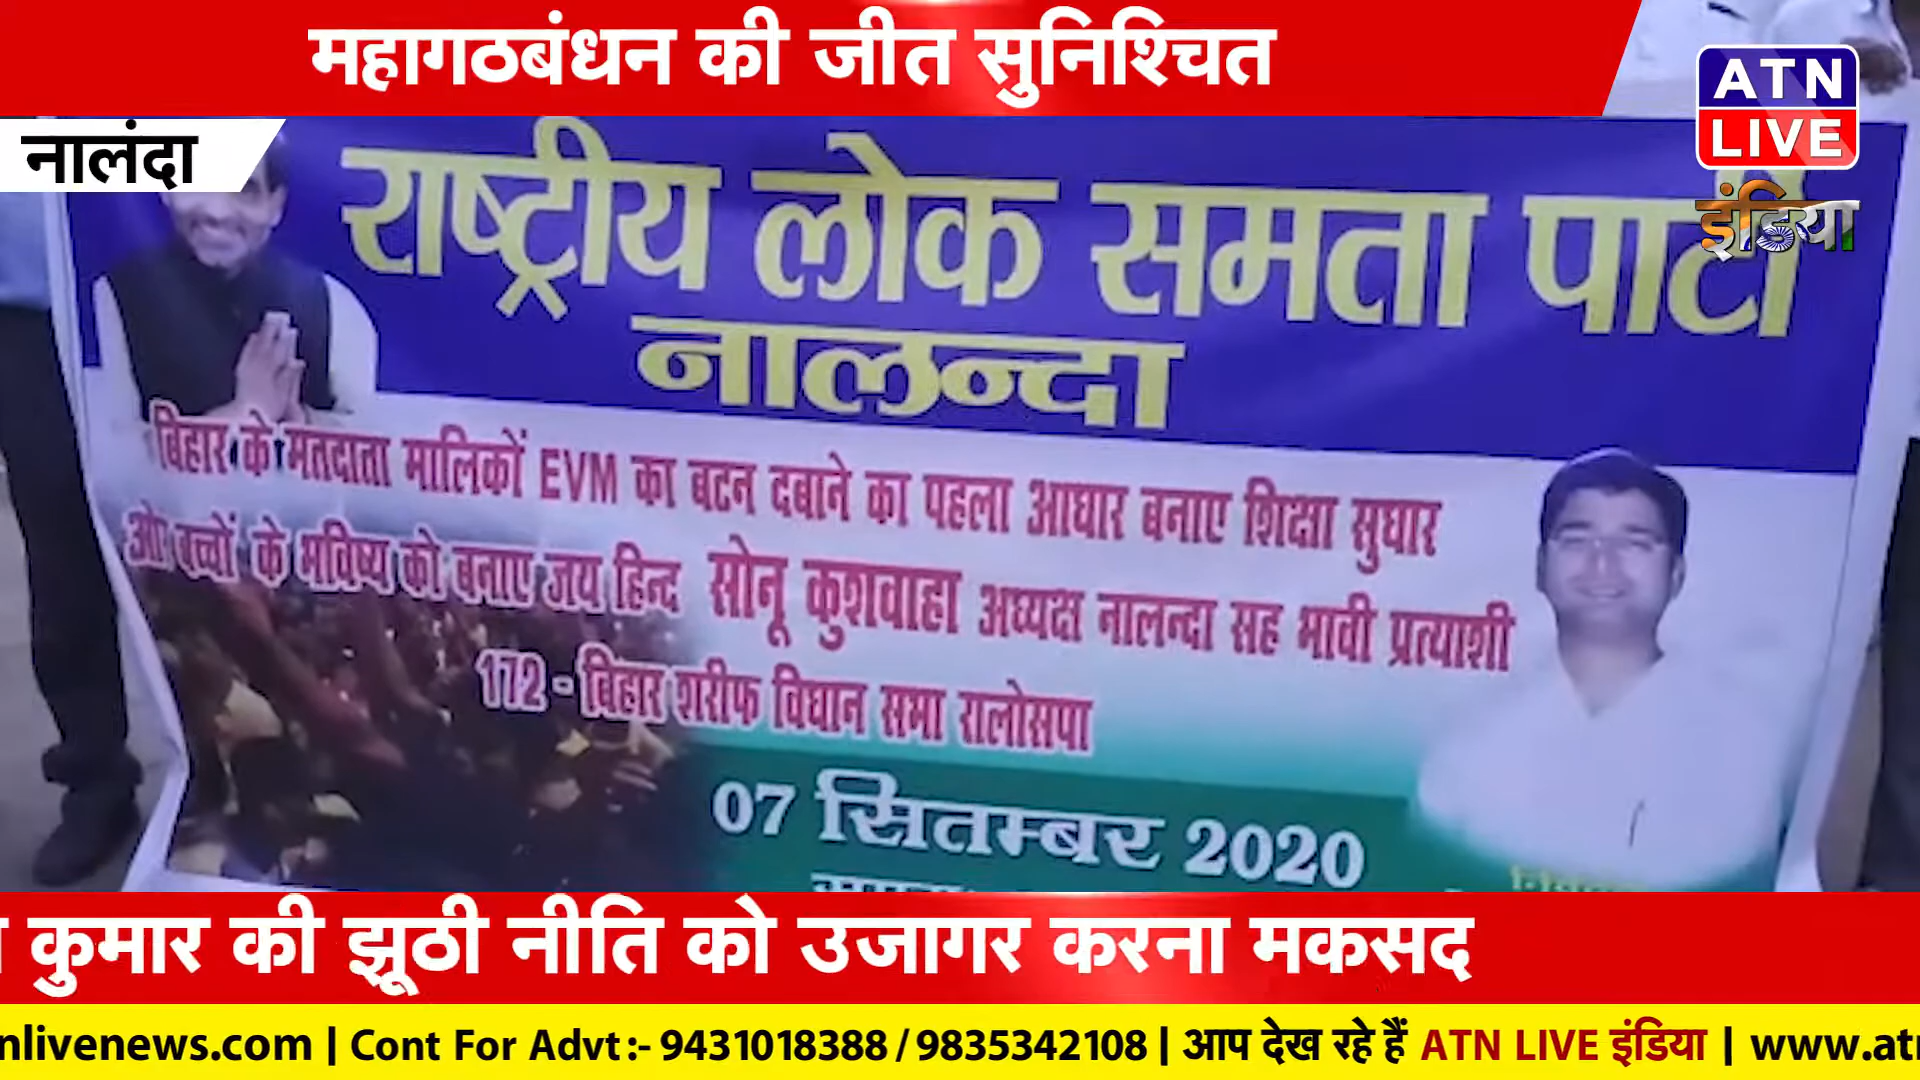 महागठबंधन की जीत सुनिश्चित
ATN
LIVE
इंडिया
नालंदा
राष्ट्रीय लोक समता पार्टी
नालन्दा
बिहार के मतदाता मालिकों EVM का बटन दबाने का पहला आधार बनाए शिक्षा सुधार
ओर बच्चों के भविष्य को बनाए जय हिन्द सोनू कुशवाहा अध्यक्ष नालन्दा सह भावी प्रत्याशी
172 - बिहार शरीफ विधान सभा रालोसपा
07 सितम्बर 2020
कुमार की झूठी नीति को उजागर करना मकसद
nlivenews.com | Cont For Advt :- 9431018388 / 9835342108 | आप देख रहे हैं ATN LIVE इंडिया | www.at